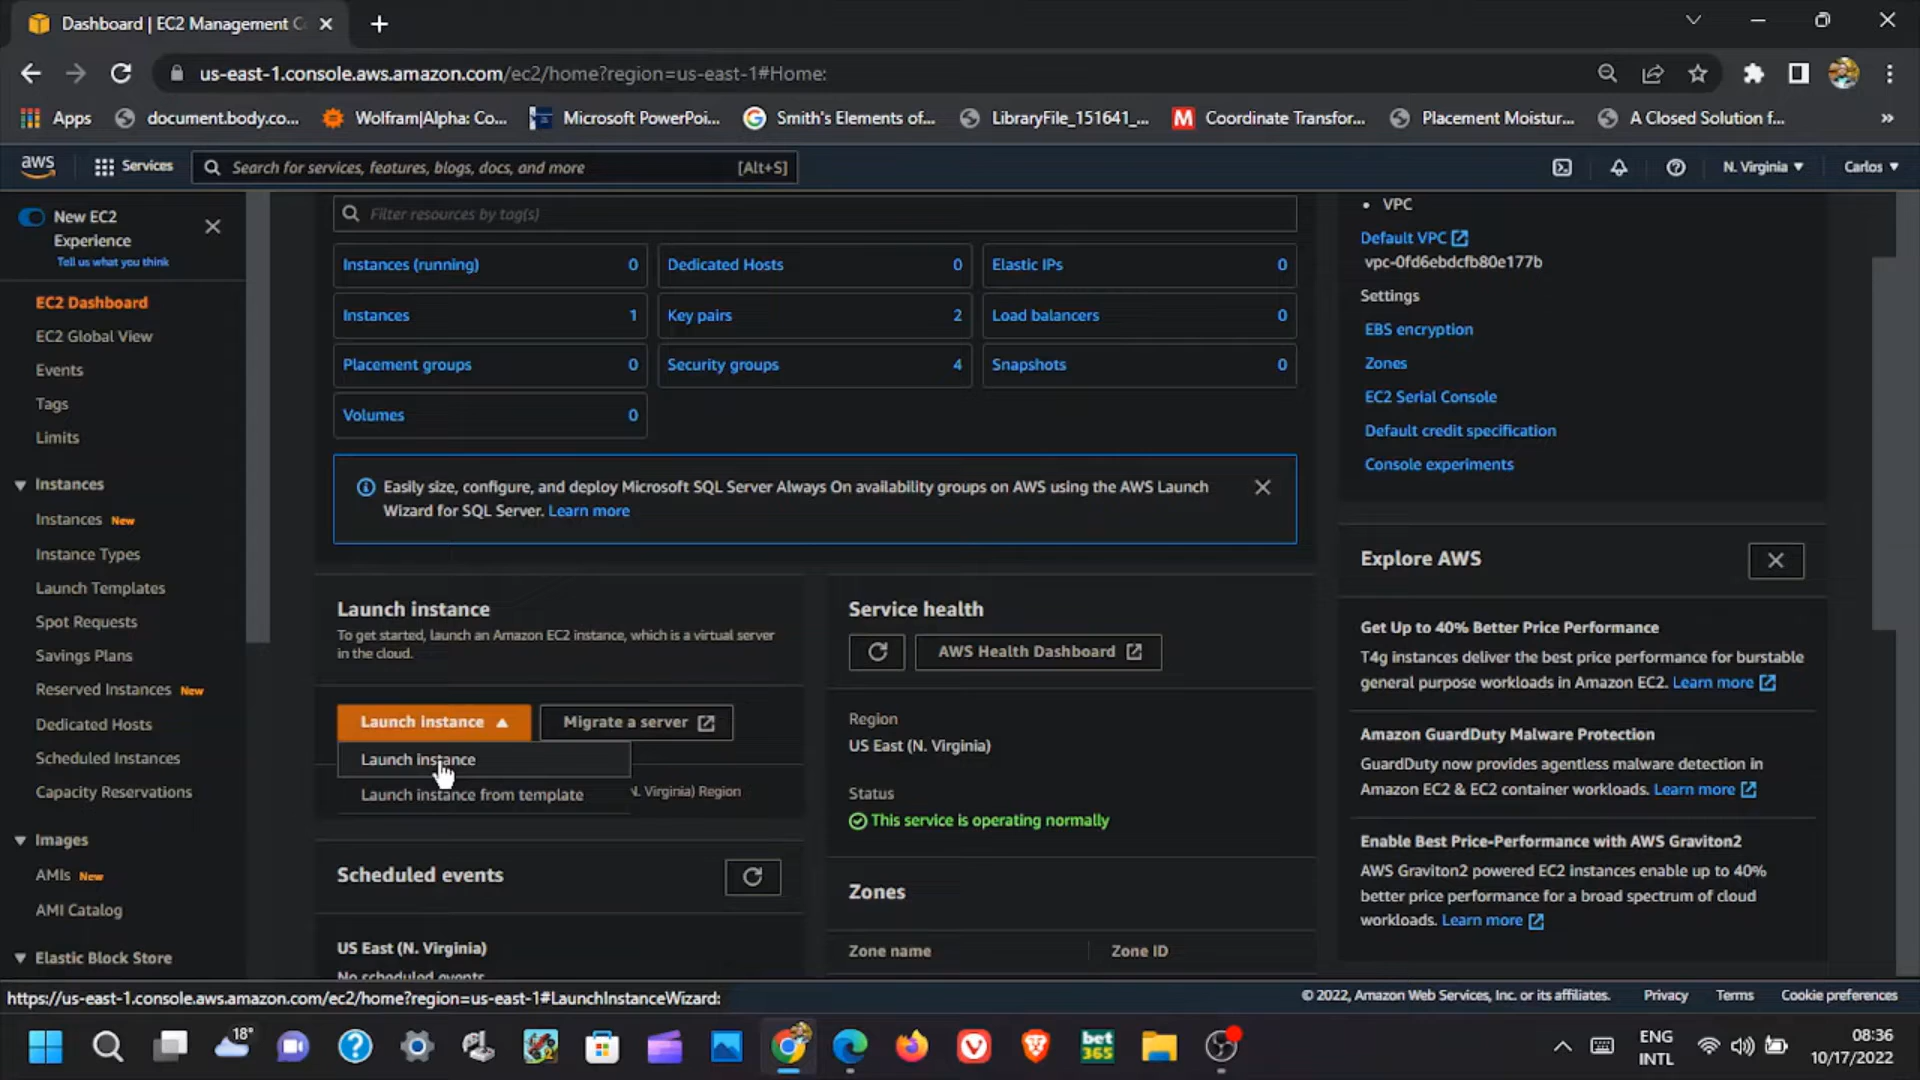 Dashboard | EC2 Management C
us-east-1.console.aws.amazon.com/ec2/home?region=us-east-1#Home:
Apps
document.body.co...
Wolfram|Alpha: Co...
Microsoft PowerPoi...
Smith's Elements of...
LibraryFile_151641_...
Coordinate Transfor...
Placement Moistur...
A Closed Solution f...
»
aws
Services
Search for services, features, blogs, docs, and more
[Alt+S]
N. Virginia
Carlos
New EC2
Experience
Tell us what you think
EC2 Dashboard
EC2 Global View
Events
Tags
Limits
Instances
Instances New
Instance Types
Launch Templates
Spot Requests
Savings Plans
Reserved Instances New
Dedicated Hosts
Scheduled Instances
Capacity Reservations
Images
AMIs New
AMI Catalog
Elastic Block Store
Filter resources by tag(s)
Instances (running) 0
Dedicated Hosts 0
Elastic IPs 0
Instances 1
Key pairs 2
Load balancers 0
Placement groups 0
Security groups 4
Snapshots 0
Volumes 0
Easily size, configure, and deploy Microsoft SQL Server Always On availability groups on AWS using the AWS Launch
Wizard for SQL Server. Learn more
Launch instance
To get started, launch an Amazon EC2 instance, which is a virtual server
in the cloud.
Launch instance
Migrate a server
Launch instance
Launch instance from template
Virginia) Region
Scheduled events
US East (N. Virginia)
No scheduled events
Service health
AWS Health Dashboard
Region
US East (N. Virginia)
Status
This service is operating normally
Zones
Zone name
Zone ID
• VPC
Default VPC
vpc-0fd6ebdcfb80e177b
Settings
EBS encryption
Zones
EC2 Serial Console
Default credit specification
Console experiments
Explore AWS
Get Up to 40% Better Price Performance
T4g instances deliver the best price performance for burstable
general purpose workloads in Amazon EC2. Learn more
Amazon GuardDuty Malware Protection
GuardDuty now provides agentless malware detection in
Amazon EC2 & EC2 container workloads. Learn more
Enable Best Price-Performance with AWS Graviton2
AWS Graviton2 powered EC2 instances enable up to 40%
better price performance for a broad spectrum of cloud
workloads. Learn more
https://us-east-1.console.aws.amazon.com/ec2/home?region=us-east-1#LaunchInstanceWizard:
© 2022, Amazon Web Services, Inc. or its affiliates.
Privacy
Terms
Cookie preferences
18°
bet
365
ENG
INTL
08:36
10/17/2022